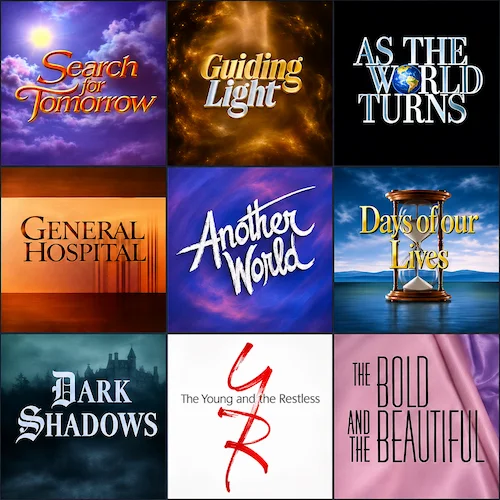 Search
for
Tomorrow
Guiding
Light
AS THE
WORLD
TURNS
GENERAL
HOSPITAL
Another
World
Days of our
Lives
DARK
SHADOWS
YR
The Young and the Restless
THE BOLD
AND THE BEAUTIFUL